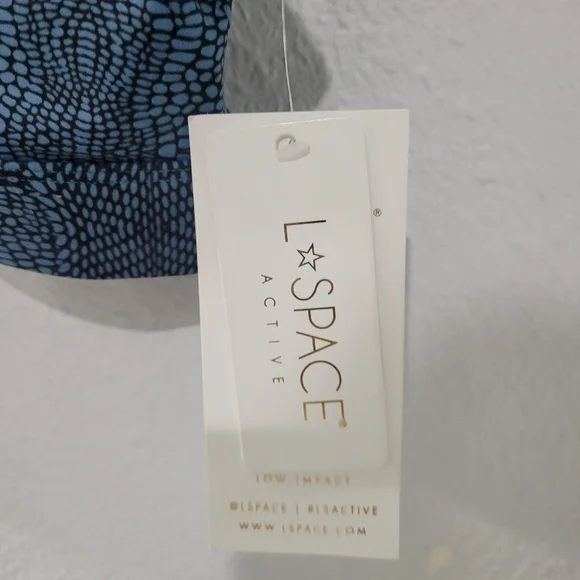 L☆SPACE®
ACTIVE
®
LOW IMPACT
@LSPACE | #LSACTIVE
WWW.LSPACE.COM